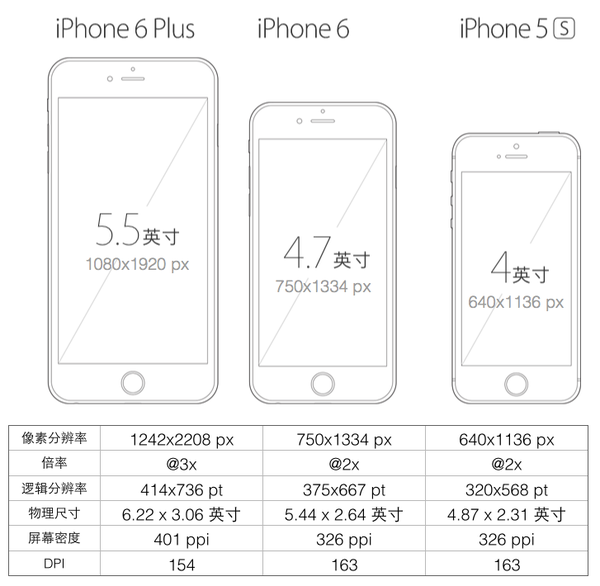 iPhone 6 Plus iPhone 6 iPhone 5 S
5.5英寸
1080x1920 px
4.7英寸
750x1334 px
4英寸
640x1136 px
像素分辨率 1242x2208 px 750x1334 px 640x1136 px
倍率 @3x @2x @2x
逻辑分辨率 414x736 pt 375x667 pt 320x568 pt
物理尺寸 6.22 x 3.06 英寸 5.44 x 2.64 英寸 4.87 x 2.31 英寸
屏幕密度 401 ppi 326 ppi 326 ppi
DPI 154 163 163